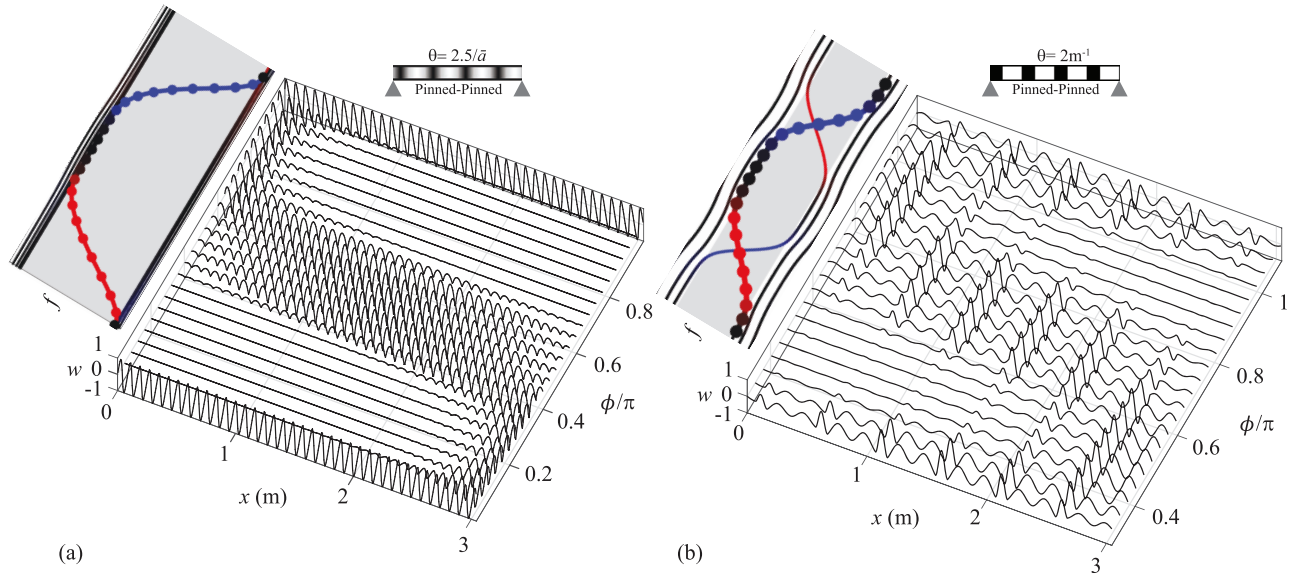 θ= 2.5/ā
Pinned-Pinned
f
1
w 0
-1
0
1
2
3
x (m)
0.2
0.4
0.6
0.8
ϕ/π
(a)
θ= 2m⁻¹
Pinned-Pinned
f
1
w 0
-1
0
1
2
3
x (m)
0.4
0.6
0.8
1
ϕ/π
(b)